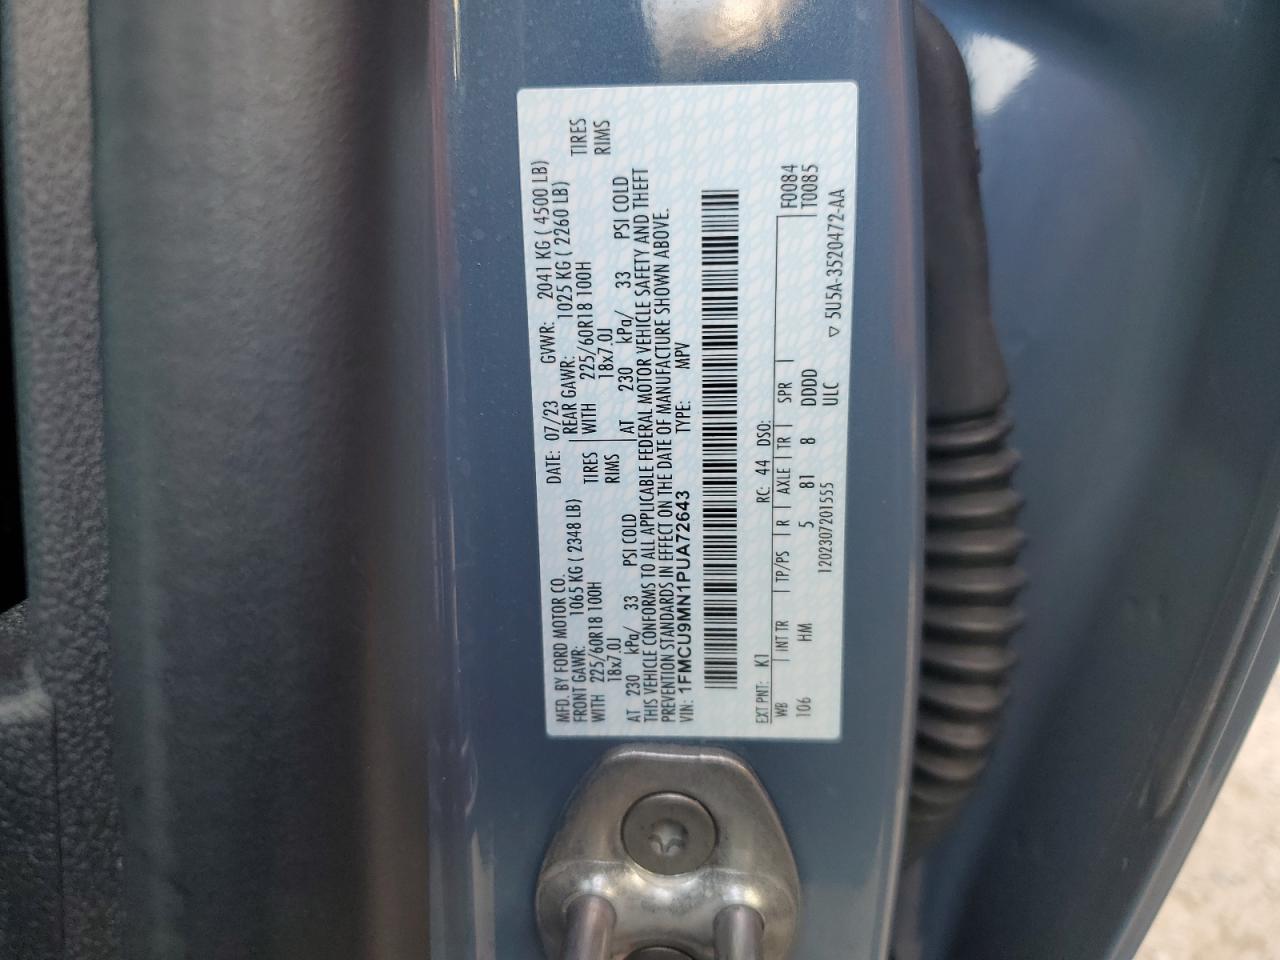 MFD. BY FORD MOTOR CO. DATE: 07/23 GVWR: 2041 KG ( 4500 LB)
FRONT GAWR: 1065 KG ( 2348 LB) REAR GAWR: 1025 KG ( 2260 LB)
WITH 225/60R18 100H TIRES WITH 225/60R18 100H TIRES
18x7.0J RIMS 18x7.0J RIMS
AT 230 kPa/ 33 PSI COLD AT 230 kPa/ 33 PSI COLD
THIS VEHICLE CONFORMS TO ALL APPLICABLE FEDERAL MOTOR VEHICLE SAFETY AND THEFT
PREVENTION STANDARDS IN EFFECT ON THE DATE OF MANUFACTURE SHOWN ABOVE.
VIN: 1FMCU9MN1PUA72643 TYPE: MPV
EXT PNT: K1 RC: 44 DSO:
WB INT TR TP/PS R AXLE TR SPR F0084
106 HM 5 81 8 DDDD T0085
1202307201555 ULC ▽ 5U5A-3520472-AA